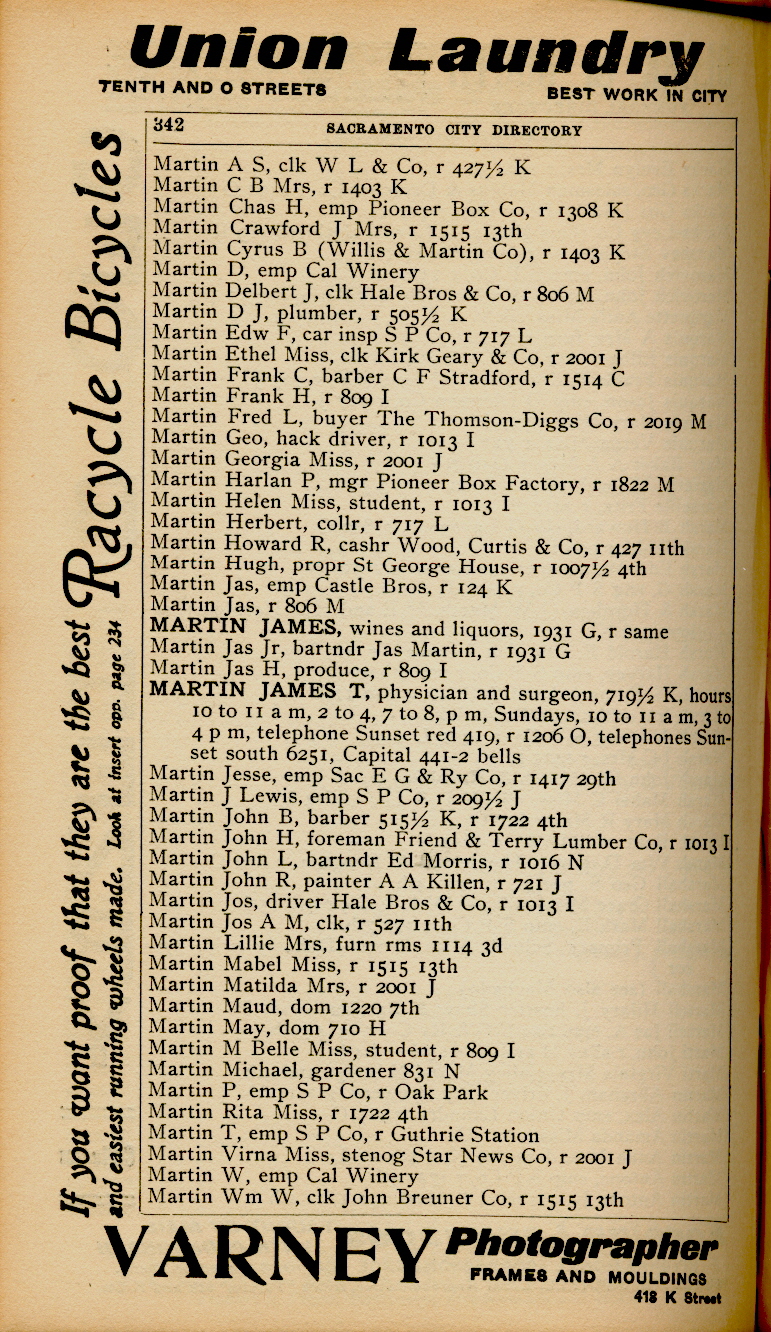 Union Laundry
TENTH AND O STREETS
BEST WORK IN CITY
342
SACRAMENTO CITY DIRECTORY
Martin A S, clk W L & Co, r 427½ K
Martin C B Mrs, r 1403 K
Martin Chas H, emp Pioneer Box Co, r 1308 K
Martin Crawford J Mrs, r 1515 13th
Martin Cyrus B (Willis & Martin Co), r 1403 K
Martin D, emp Cal Winery
Martin Delbert J, clk Hale Bros & Co, r 806 M
Martin D J, plumber, r 505½ K
Martin Edw F, car insp S P Co, r 717 L
Martin Ethel Miss, clk Kirk Geary & Co, r 2001 J
Martin Frank C, barber C F Stradford, r 1514 C
Martin Frank H, r 809 I
Martin Fred L, buyer The Thomson-Diggs Co, r 2019 M
Martin Geo, hack driver, r 1013 I
Martin Georgia Miss, r 2001 J
Martin Harlan P, mgr Pioneer Box Factory, r 1822 M
Martin Helen Miss, student, r 1013 I
Martin Herbert, collr, r 717 L
Martin Howard R, cashr Wood, Curtis & Co, r 427 11th
Martin Hugh, propr St George House, r 1007½ 4th
Martin Jas, emp Castle Bros, r 124 K
Martin Jas, r 806 M
MARTIN JAMES, wines and liquors, 1931 G, r same
Martin Jas Jr, bartndr Jas Martin, r 1931 G
Martin Jas H, produce, r 809 I
MARTIN JAMES T, physician and surgeon, 719½ K, hours
10 to 11 a m, 2 to 4, 7 to 8, p m, Sundays, 10 to 11 a m, 3 to
4 p m, telephone Sunset red 419, r 1206 O, telephones Sun-
set south 6251, Capital 441-2 bells
Martin Jesse, emp Sac E G & Ry Co, r 1417 29th
Martin J Lewis, emp S P Co, r 209½ J
Martin John B, barber 515½ K, r 1722 4th
Martin John H, foreman Friend & Terry Lumber Co, r 1013 I
Martin John L, bartndr Ed Morris, r 1016 N
Martin John R, painter A A Killen, r 721 J
Martin Jos, driver Hale Bros & Co, r 1013 I
Martin Jos A M, clk, r 527 11th
Martin Lillie Mrs, furn rms 1114 3d
Martin Mabel Miss, r 1515 13th
Martin Matilda Mrs, r 2001 J
Martin Maud, dom 1220 7th
Martin May, dom 710 H
Martin M Belle Miss, student, r 809 I
Martin Michael, gardener 831 N
Martin P, emp S P Co, r Oak Park
Martin Rita Miss, r 1722 4th
Martin T, emp S P Co, r Guthrie Station
Martin Virna Miss, stenog Star News Co, r 2001 J
Martin W, emp Cal Winery
Martin Wm W, clk John Breuner Co, r 1515 13th
If you want proof that they are the best Racycle Bicycles
and easiest running wheels made. Look at insert opp. page 234
VARNEY Photographer
FRAMES AND MOULDINGS
418 K Street